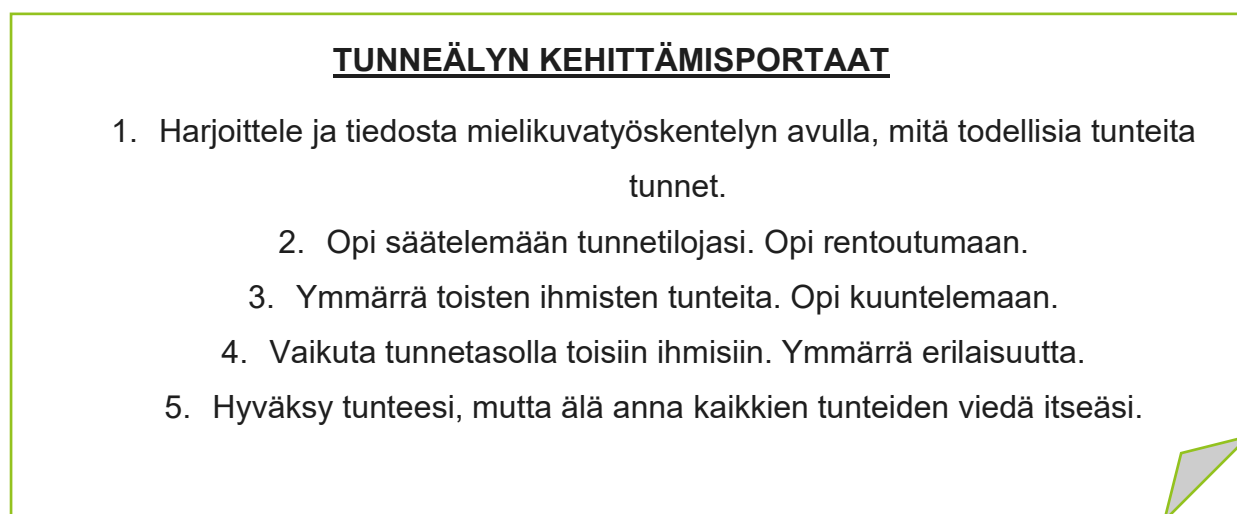 TUNNEÄLYN KEHITTÄMISPORTAAT
1. Harjoittele ja tiedosta mielikuvatyöskentelyn avulla, mitä todellisia tunteita
tunnet.
2. Opi säätelemään tunnetilojasi. Opi rentoutumaan.
3. Ymmärrä toisten ihmisten tunteita. Opi kuuntelemaan.
4. Vaikuta tunnetasolla toisiin ihmisiin. Ymmärrä erilaisuutta.
5. Hyväksy tunteesi, mutta älä anna kaikkien tunteiden viedä itseäsi.